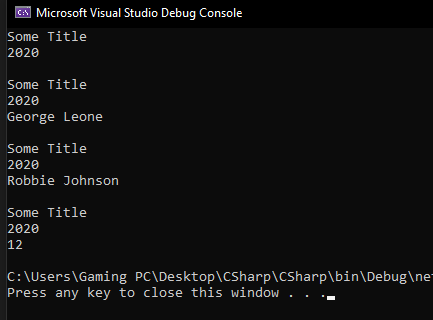 Microsoft Visual Studio Debug Console
Some Title
2020
Some Title
2020
George Leone
Some Title
2020
Robbie Johnson
Some Title
2020
12
C:\Users\Gaming PC\Desktop\CSharp\CSharp\bin\Debug\ne
Press any key to close this window . . .